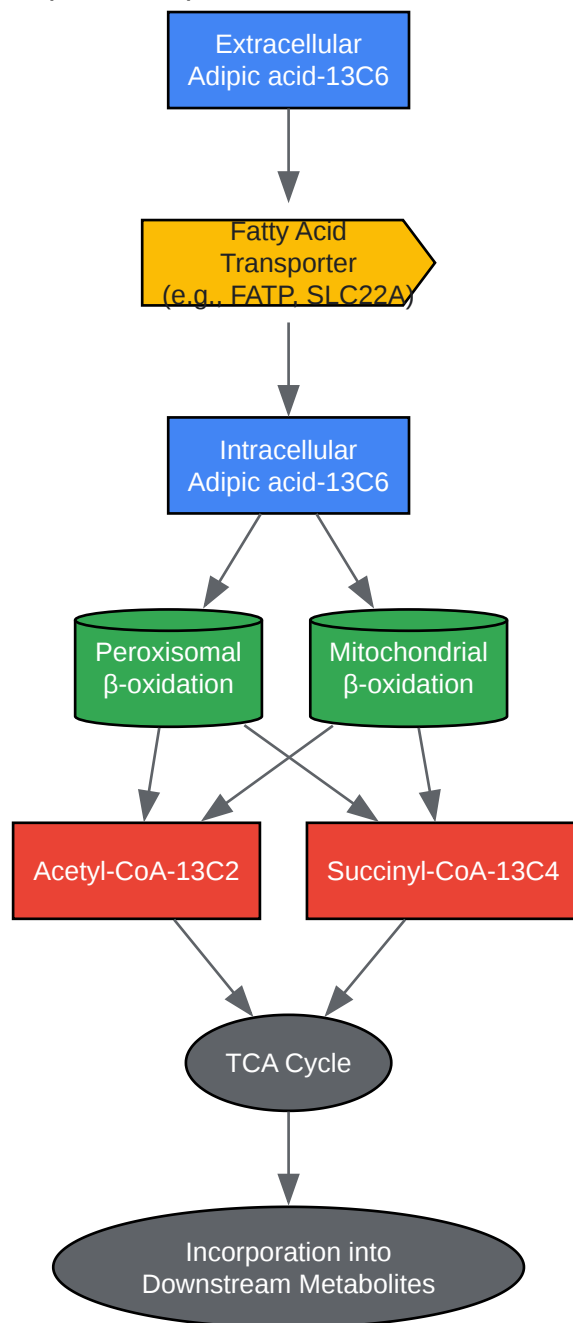 Extracellular
Adipic acid-13C6
Fatty Acid
Transporter
(e.g., FATP, SLC22A)
Intracellular
Adipic acid-13C6
Peroxisomal
β-oxidation
Mitochondrial
β-oxidation
Acetyl-CoA-13C2
Succinyl-CoA-13C4
TCA Cycle
Incorporation into
Downstream Metabolites